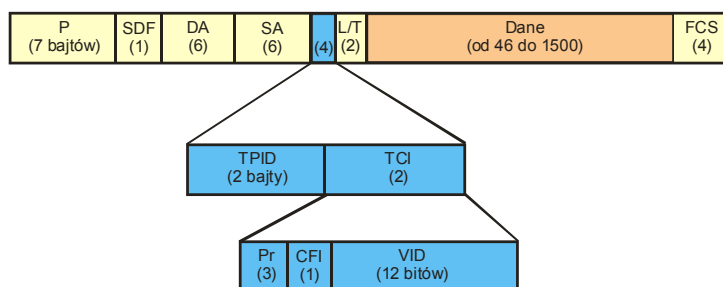 P SDF DA SA L/T Dane FCS
(7 bajtów) (1) (6) (6) (4) (2) (od 46 do 1500) (4)
TPID TCI
(2 bajty) (2)
Pr CFI VID
(3) (1) (12 bitów)